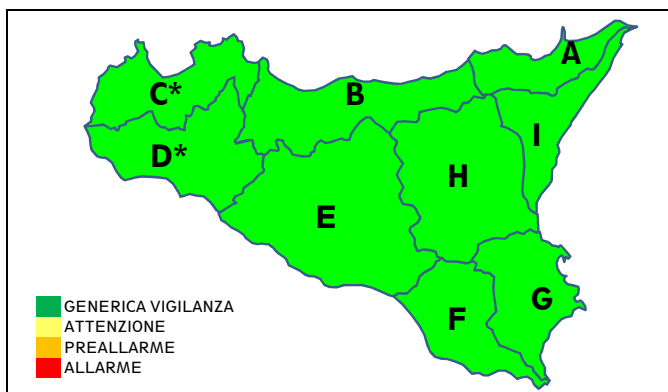 A
B
C*
I
D*
H
E
G
F
GENERICA VIGILANZA
ATTENZIONE
PREALLARME
ALLARME